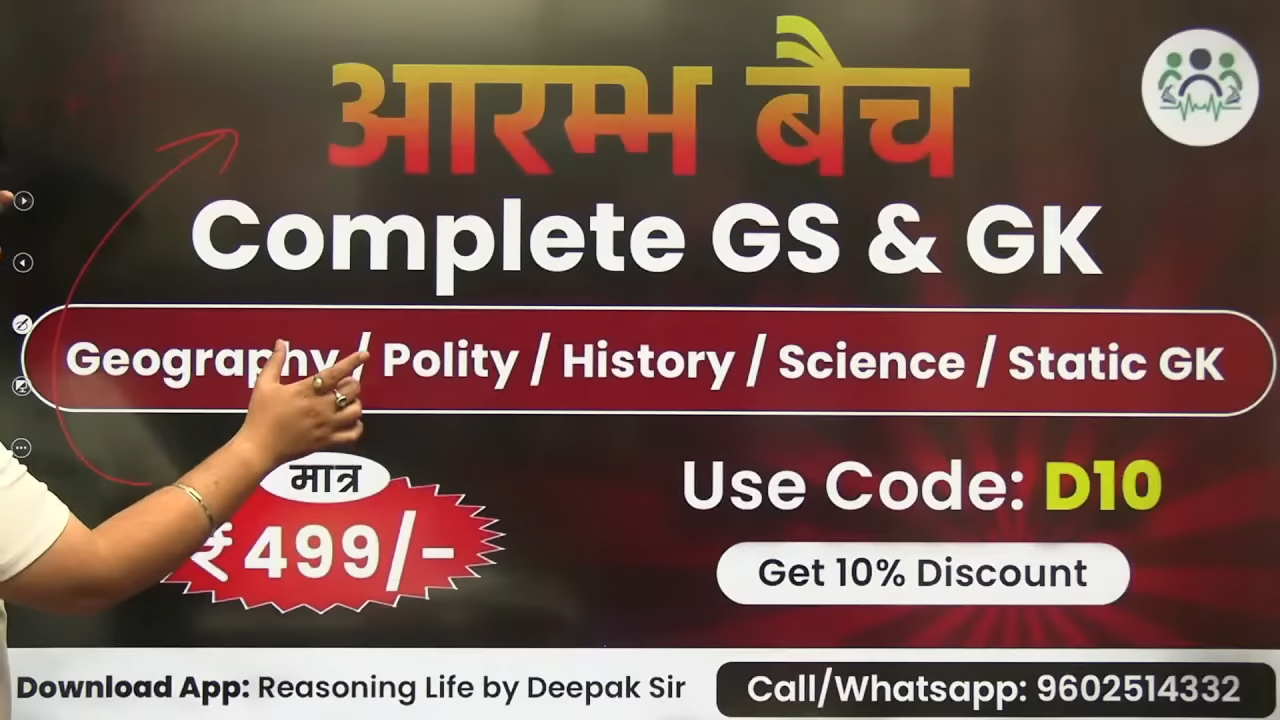 आरम्भ बैच
Complete GS & GK
Geography / Polity / History / Science / Static GK
मात्र
₹499/-
Use Code: D10
Get 10% Discount
Download App: Reasoning Life by Deepak Sir
Call/Whatsapp: 9602514332